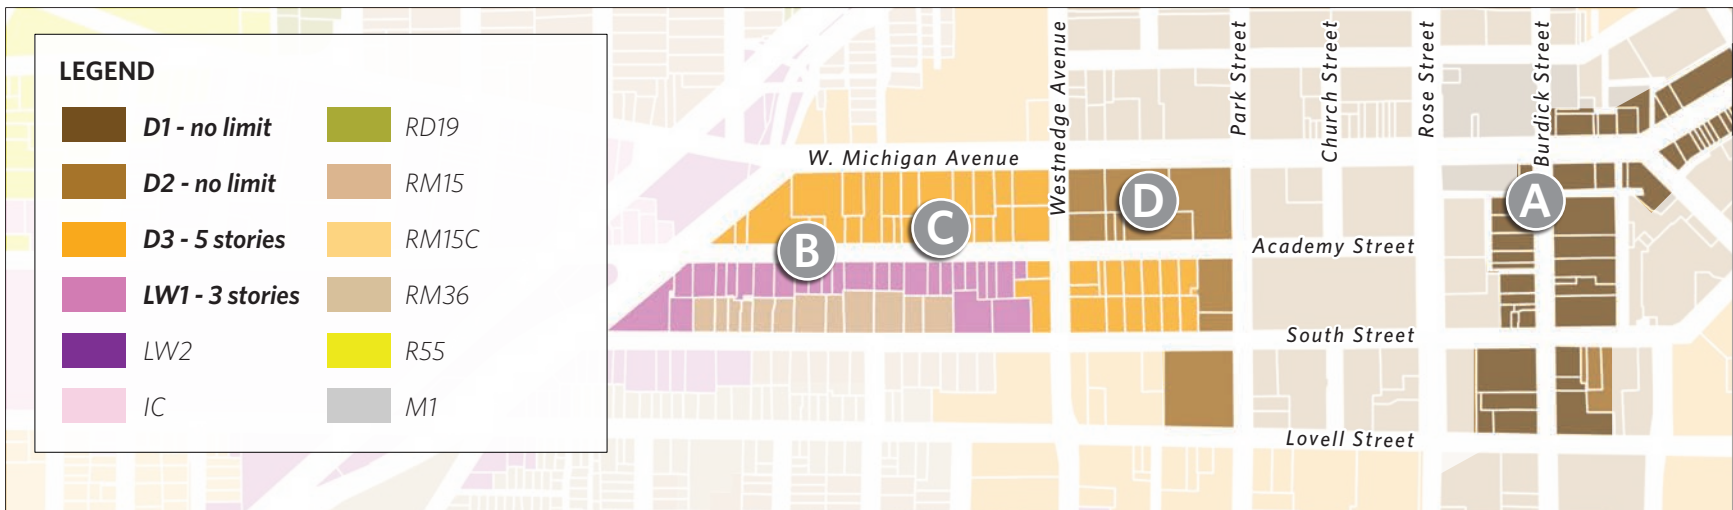 LEGEND
D1 - no limit
D2 - no limit
D3 - 5 stories
LW1 - 3 stories
LW2
IC
RD19
RM15
RM15C
RM36
R55
M1
W. Michigan Avenue
Westnedge Avenue
Park Street
Church Street
Rose Street
Burdick Street
Academy Street
South Street
Lovell Street
A
B
C
D